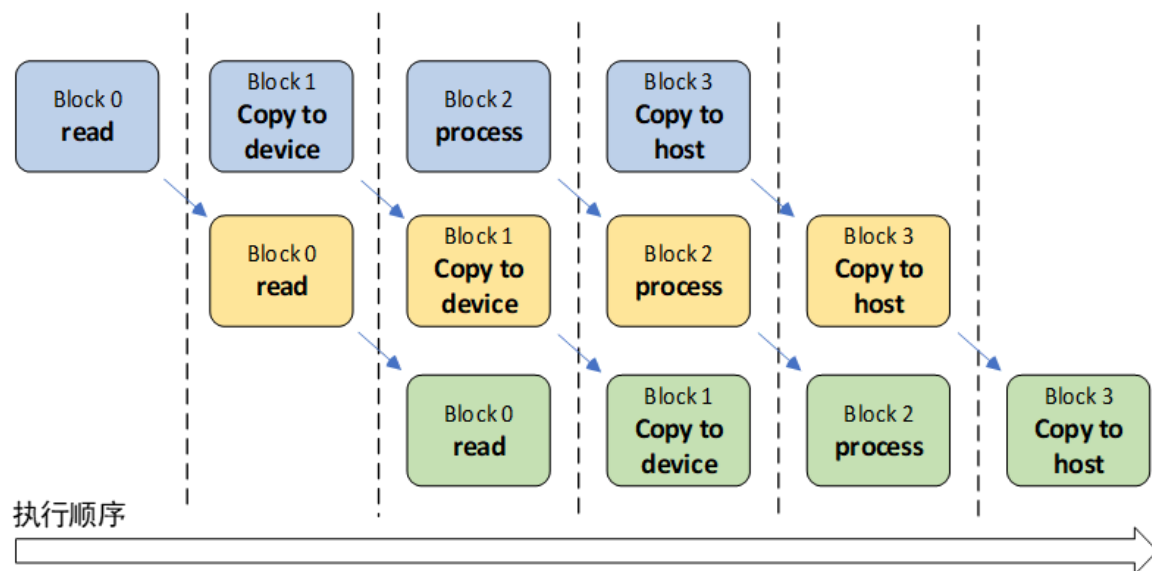 Block 0
read
Block 1
Copy to
device
Block 2
process
Block 3
Copy to
host
Block 0
read
Block 1
Copy to
device
Block 2
process
Block 3
Copy to
host
Block 0
read
Block 1
Copy to
device
Block 2
process
Block 3
Copy to
host
执行顺序